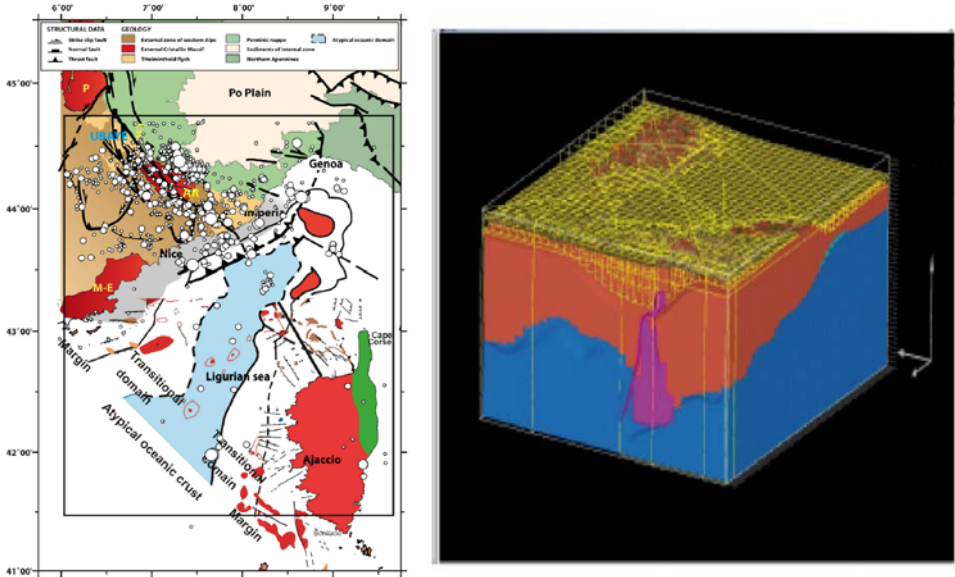 6°00' 7°00' 8°00' 9°00'
STRUCTURAL DATA
Strike slip fault
Normal fault
Thrust fault
GEOLOGY
External zone of western Alps
External Cristallin Massif
Penninic nappe
Sediments of internal zone
Northern Apennines
Atypical oceanic domain
45°00'
P
Po Plain
UBAYE
Genoa
AR
44°00'
Imperi
Nice
M-E
43°00'
Cape
Corse
Margin
Transitional
domain
Ligurian sea
Atypical oceanic crust
42°00'
Transitional
domain
Ajaccio
Margin
41°00'